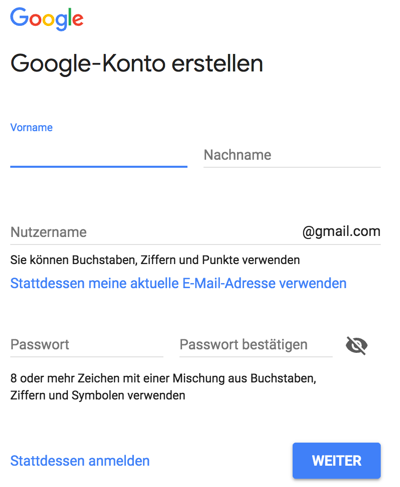 Google
Google-Konto erstellen
Vorname
Nachname
Nutzername @gmail.com
Sie können Buchstaben, Ziffern und Punkte verwenden
Stattdessen meine aktuelle E-Mail-Adresse verwenden
Passwort Passwort bestätigen
8 oder mehr Zeichen mit einer Mischung aus Buchstaben,
Ziffern und Symbolen verwenden
Stattdessen anmelden WEITER